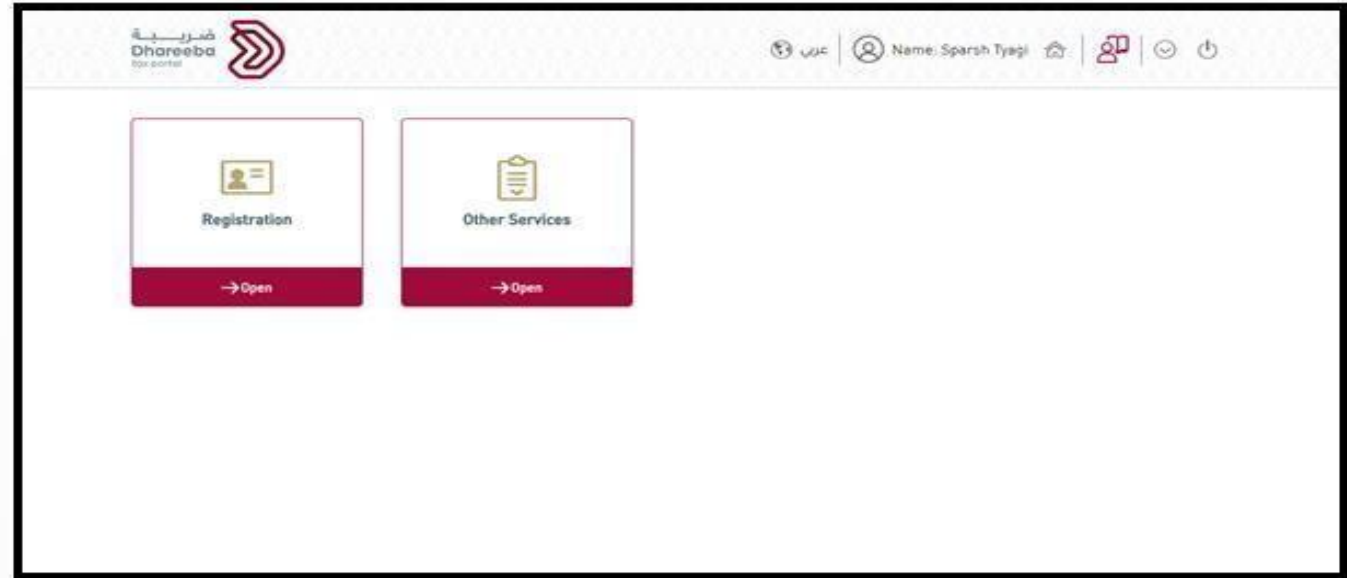 ضريبة
Dhareeba
tax portal
عربي
Name: Sparsh Tyagi
Registration
Other Services
Open
Open